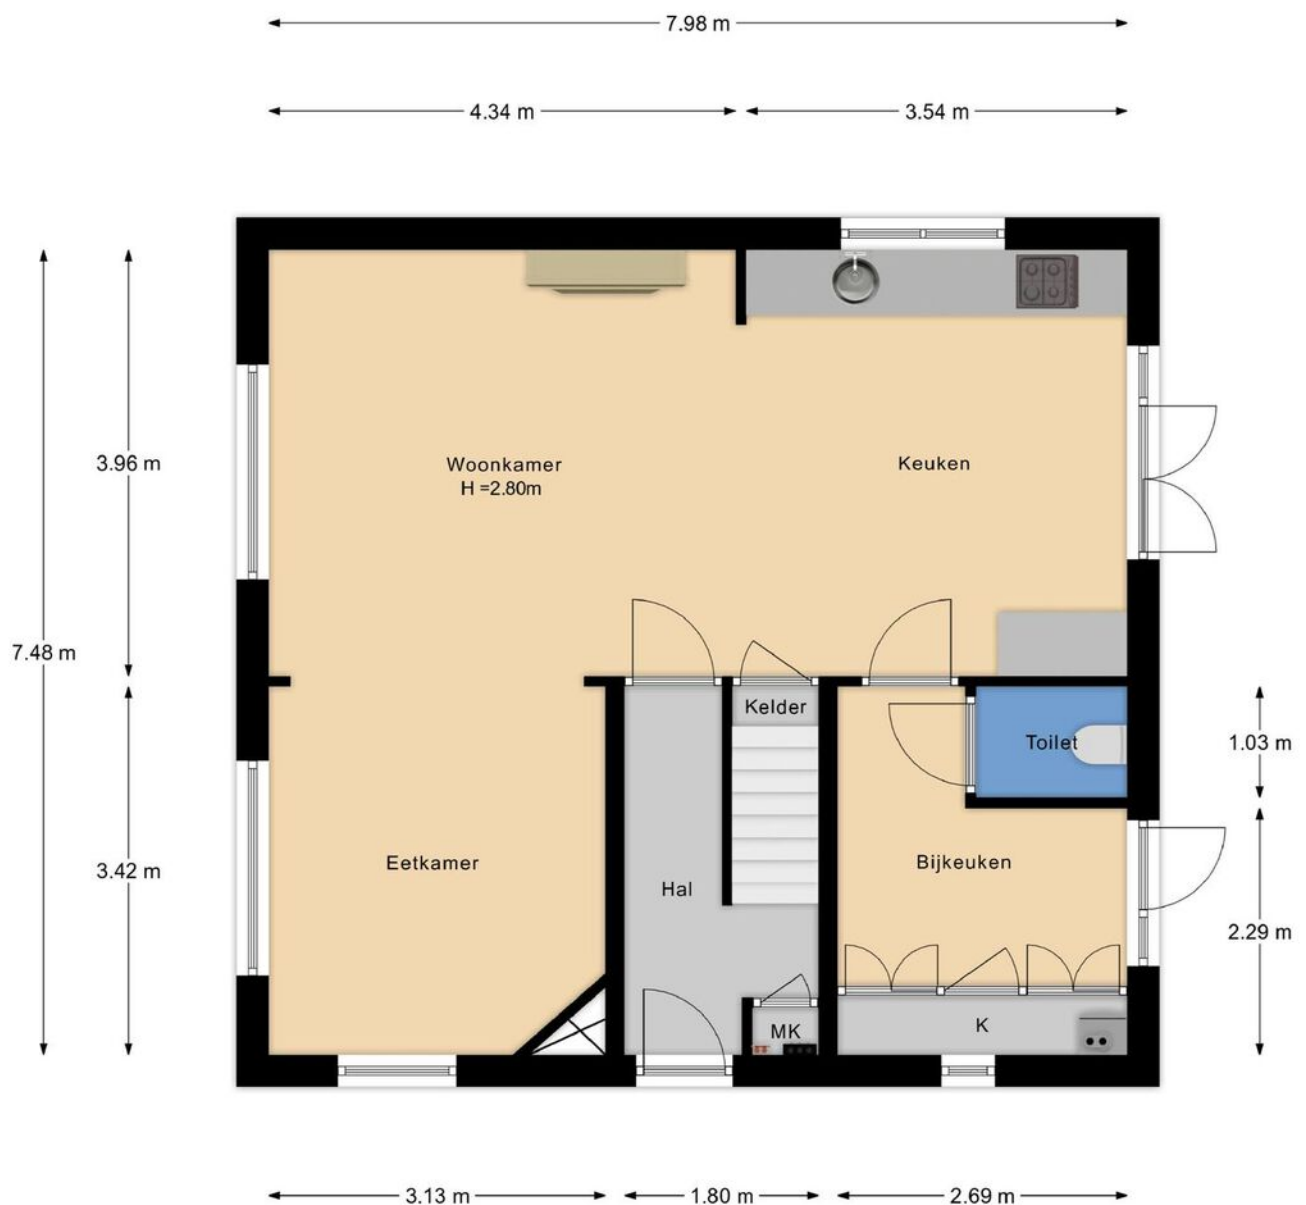 7.98 m
4.34 m
3.54 m
3.96 m
Woonkamer
H =2.80m
Keuken
7.48 m
Kelder
Toilet
1.03 m
3.42 m
Eetkamer
Hal
Bijkeuken
2.29 m
MK
K
3.13 m
1.80 m
2.69 m